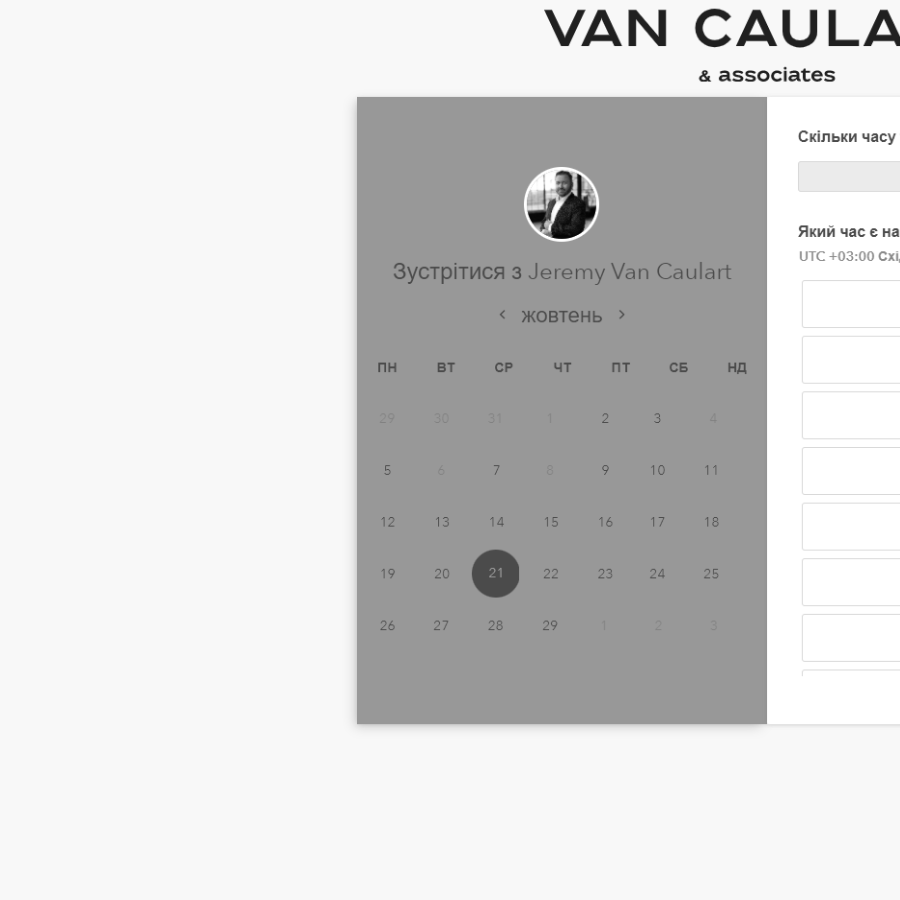 VAN CAULA
& associates
Скільки часу
Який час є на
UTC +03:00 Схі
Зустрітися з Jeremy Van Caulart
жовтень
ПН ВТ СР ЧТ ПТ СБ НД
29 30 31 1 2 3 4
5 6 7 8 9 10 11
12 13 14 15 16 17 18
19 20 21 22 23 24 25
26 27 28 29 1 2 3